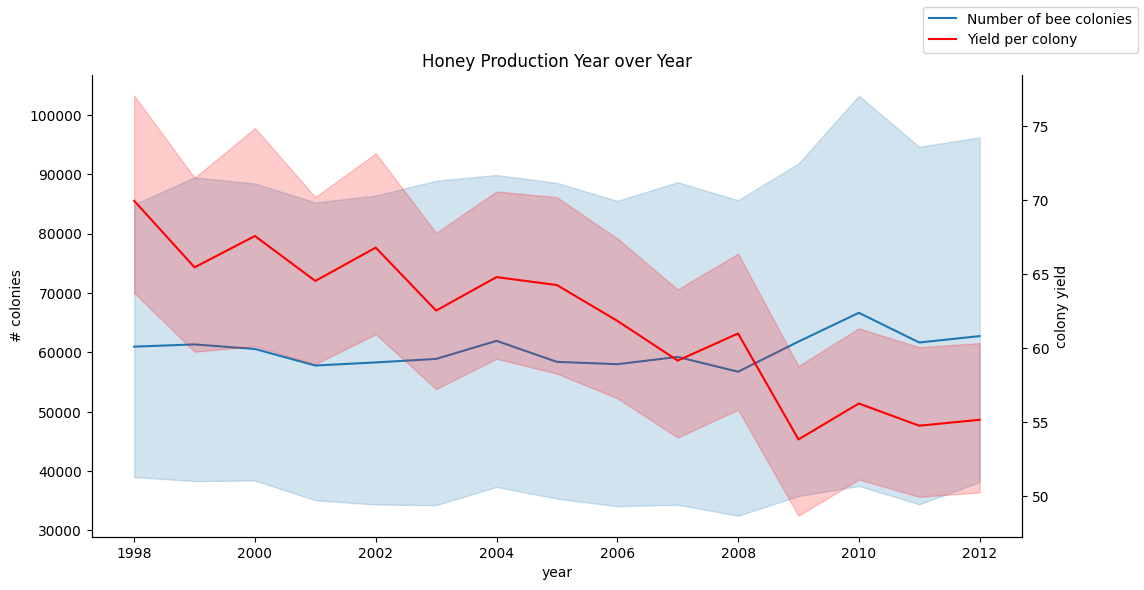 Number of bee colonies
Yield per colony
Honey Production Year over Year
# colonies
100000
90000
80000
70000
60000
50000
40000
30000
75
70
65
60
55
50
colony yield
1998 2000 2002 2004 2006 2008 2010 2012
year